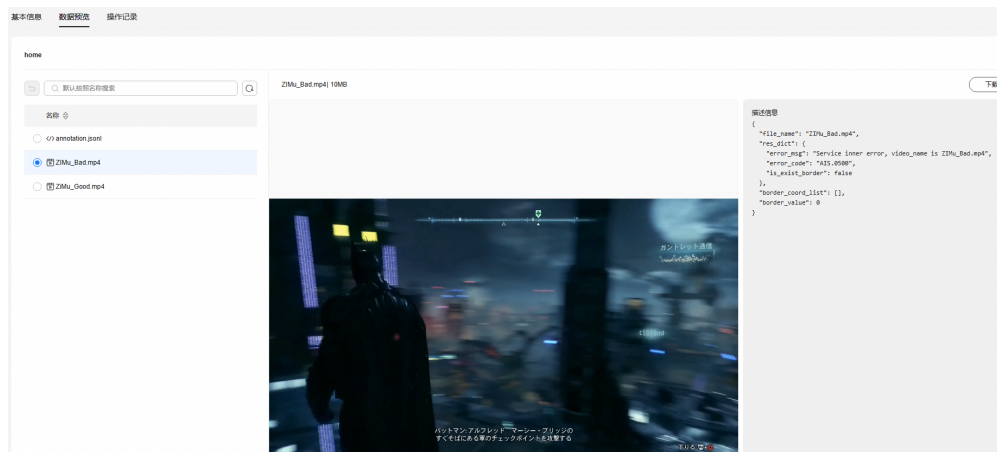 基本信息 数据预览 操作记录
home
默认按照名称搜索
ZIMu_Bad.mp4| 10MB
下载
名称
annotation.jsonl
ZIMu_Bad.mp4
ZIMu_Good.mp4
描述信息
{
"file_name": "ZIMu_Bad.mp4",
"res_dict": {
"error_msg": "Service inner error, video_name is ZIMu_Bad.mp4",
"error_code": "AIS.0500",
"is_exist_border": false
},
"border_coord_list": [],
"border_value": 0
}
ガントレット通信
バットマン:アルフレッド マーシー・ブリッジの
すぐそばにある軍のチェックポイントを攻撃する